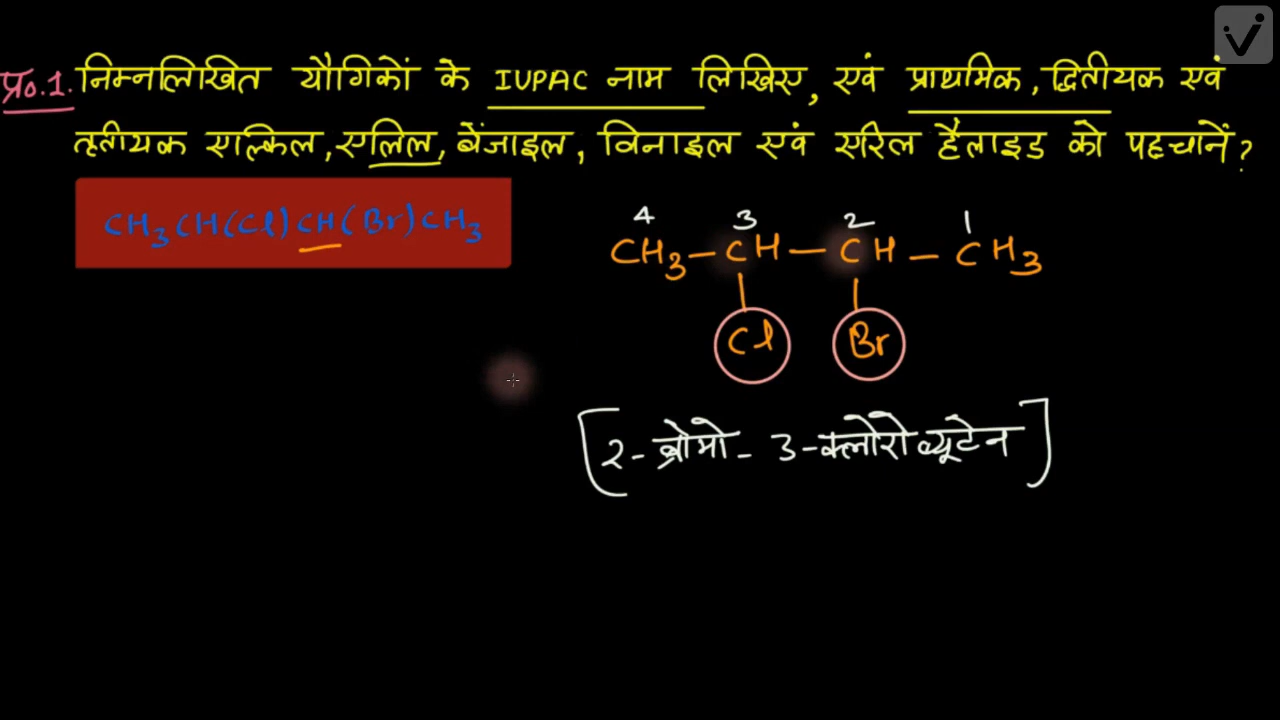 प्र०.1. निम्नलिखित यौगिकों के IUPAC नाम लिखिए, एवं प्राथमिक, द्वितीयक एवं
तृतीयक एल्किल, एलिल, बेंजाइल, विनाइल एवं एरिल हैलाइड को पहचानें?
CH3CH(Cl)CH(Br)CH3
4 3 2 1
CH3 – CH – CH – CH3
Cl Br
[2-ब्रोमो-3-क्लोरोब्यूटेन]